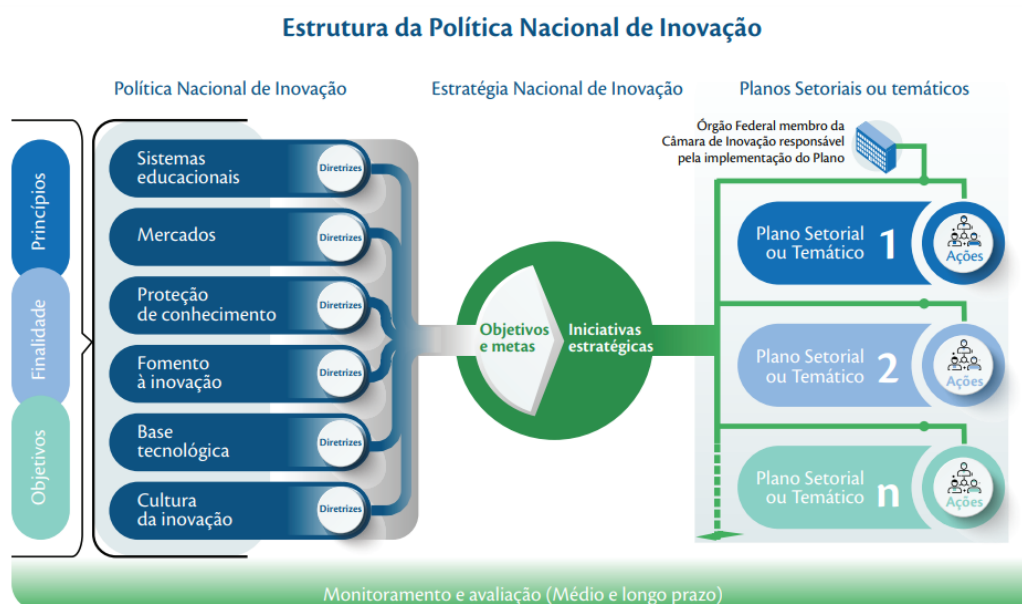 Estrutura da Política Nacional de Inovação
Política Nacional de Inovação
Estratégia Nacional de Inovação
Planos Setoriais ou temáticos
Princípios
Finalidade
Objetivos
Sistemas
educacionais
Diretrizes
Mercados
Diretrizes
Proteção
de conhecimento
Diretrizes
Fomento
à inovação
Diretrizes
Base
tecnológica
Diretrizes
Cultura
da inovação
Diretrizes
Objetivos
e metas
Iniciativas
estratégicas
Órgão Federal membro da
Câmara de Inovação responsável
pela implementação do Plano
Plano Setorial
ou Temático
1
Ações
Plano Setorial
ou Temático
2
Ações
Plano Setorial
ou Temático
n
Ações
Monitoramento e avaliação (Médio e longo prazo)